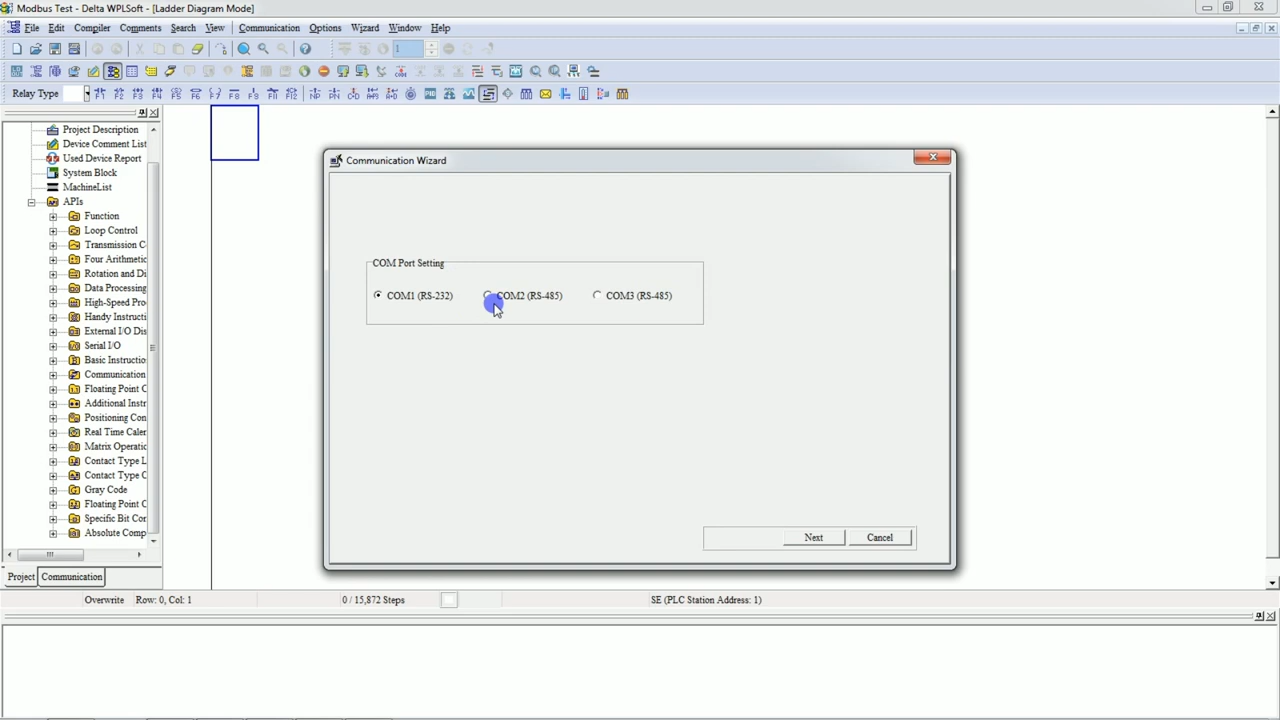 Modbus Test - Delta WPLSoft - [Ladder Diagram Mode]
File Edit Compiler Comments Search View Communication Options Wizard Window Help
1
Relay Type
Project Description
Device Comment List
Used Device Report
System Block
MachineList
APIs
Function
Loop Control
Transmission C
Four Arithmetic
Rotation and Di
Data Processing
High-Speed Pro
Handy Instructi
External I/O Dis
Serial I/O
Basic Instructio
Communication
Floating Point C
Additional Instr
Positioning Con
Real Time Caler
Matrix Operatio
Contact Type L
Contact Type C
Gray Code
Floating Point C
Specific Bit Cor
Absolute Comp
Project Communication
Communication Wizard
COM Port Setting
COM1 (RS-232) COM2 (RS-485) COM3 (RS-485)
Next Cancel
Overwrite Row: 0, Col: 1 0 / 15,872 Steps SE (PLC Station Address: 1)